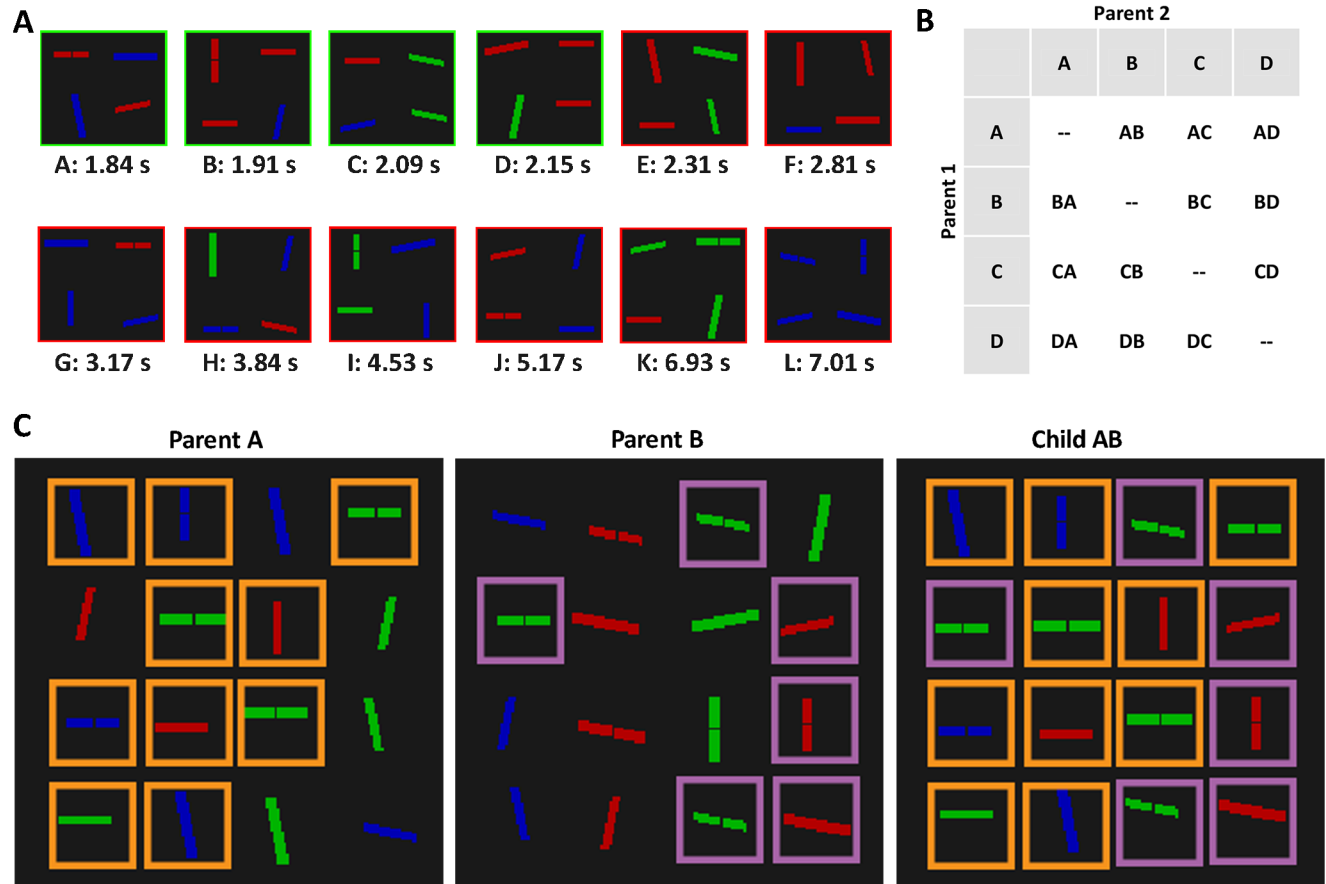 A
A: 1.84 s B: 1.91 s C: 2.09 s D: 2.15 s E: 2.31 s F: 2.81 s
G: 3.17 s H: 3.84 s I: 4.53 s J: 5.17 s K: 6.93 s L: 7.01 s
B
Parent 2
A B C D
Parent 1
A -- AB AC AD
B BA -- BC BD
C CA CB -- CD
D DA DB DC --
C
Parent A Parent B Child AB